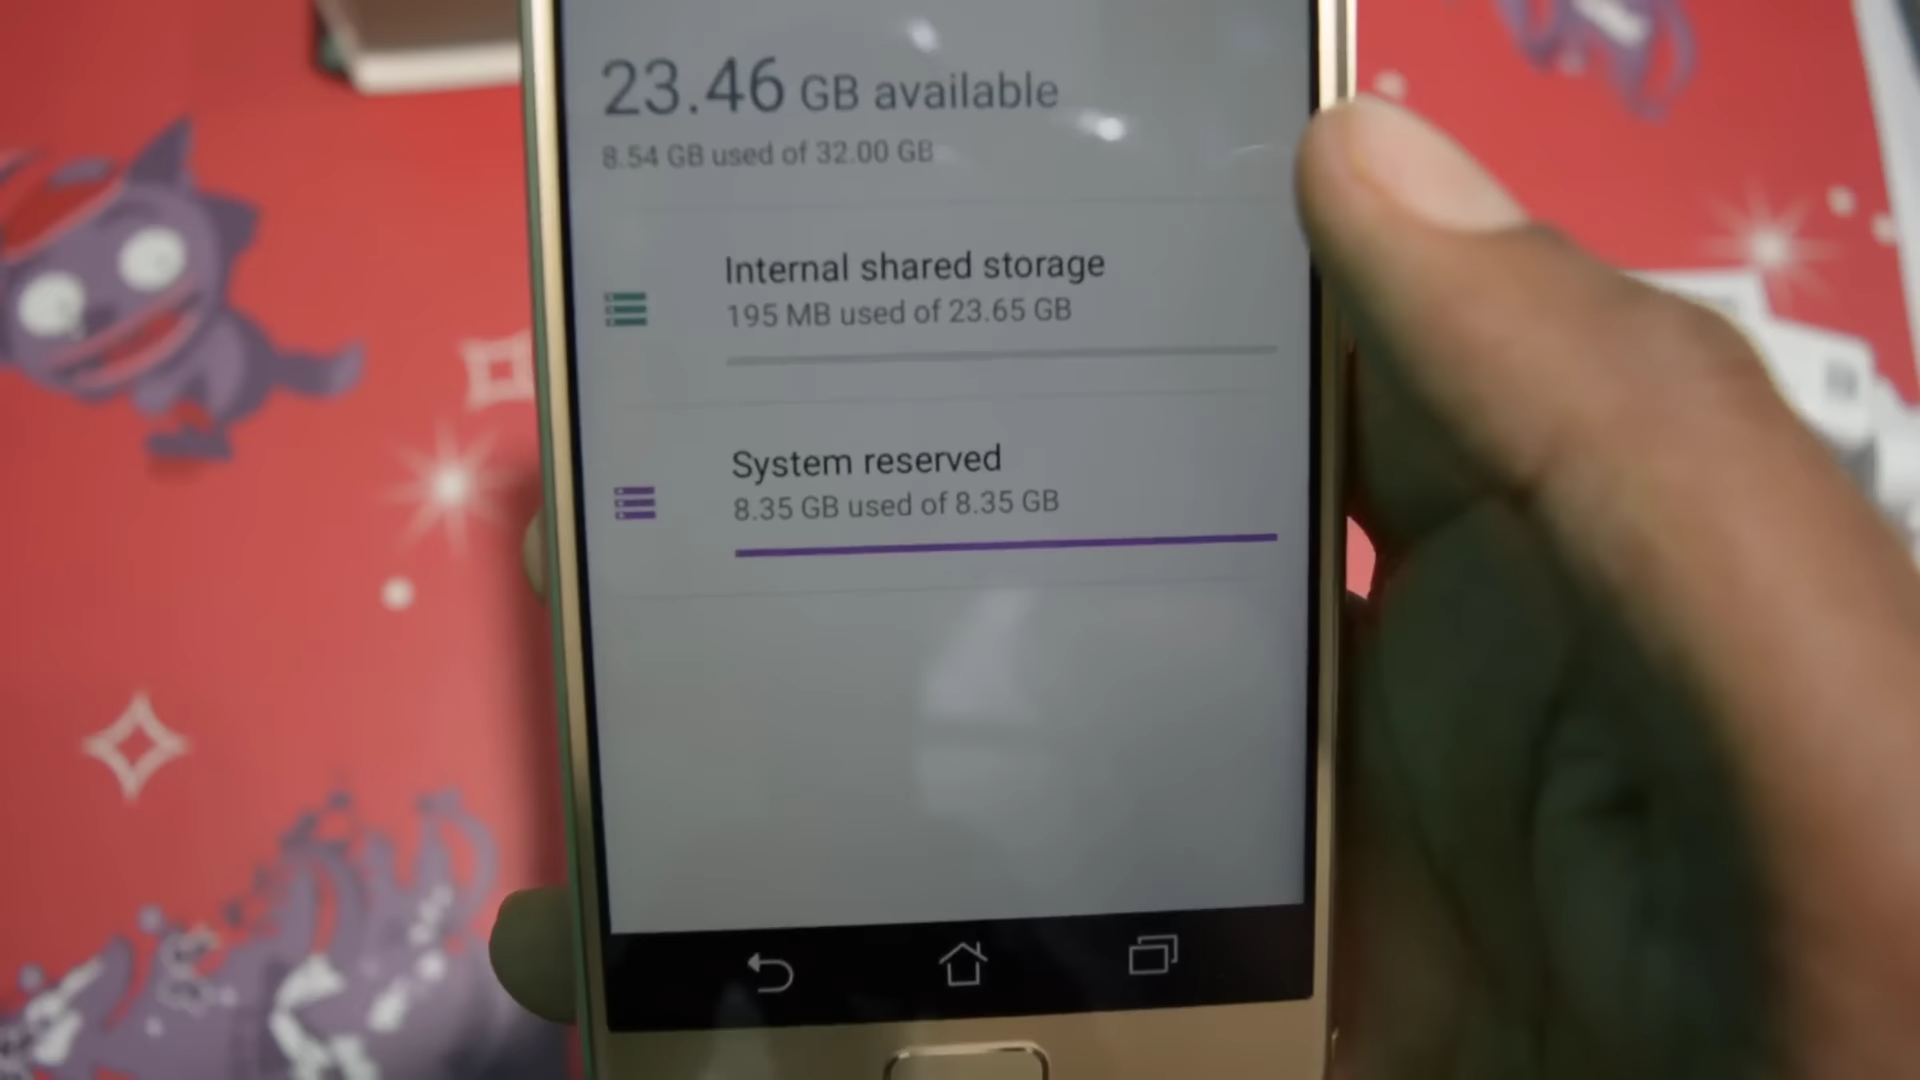 23.46 GB available
8.54 GB used of 32.00 GB
Internal shared storage
195 MB used of 23.65 GB
System reserved
8.35 GB used of 8.35 GB